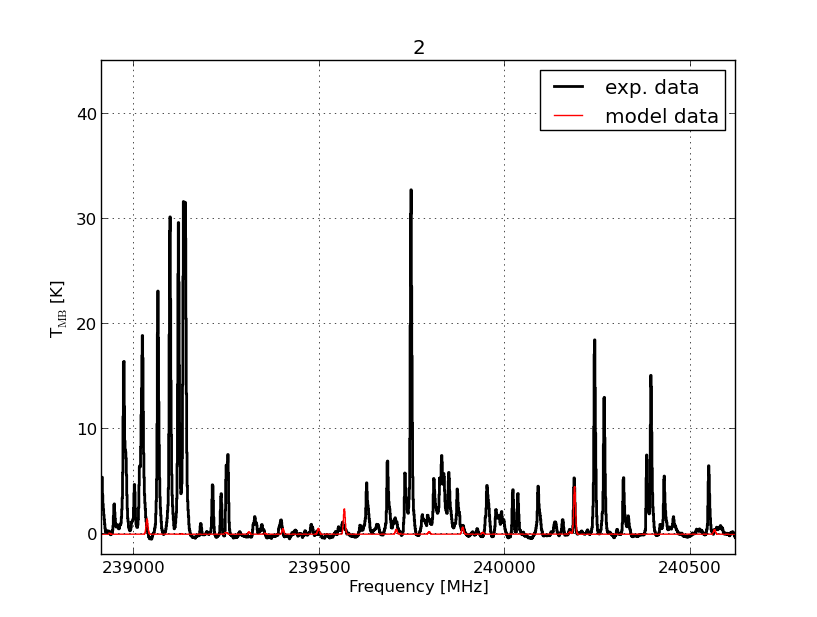 2
exp. data
model data
40
30
20
10
0
T_MB [K]
239000
239500
240000
240500
Frequency [MHz]